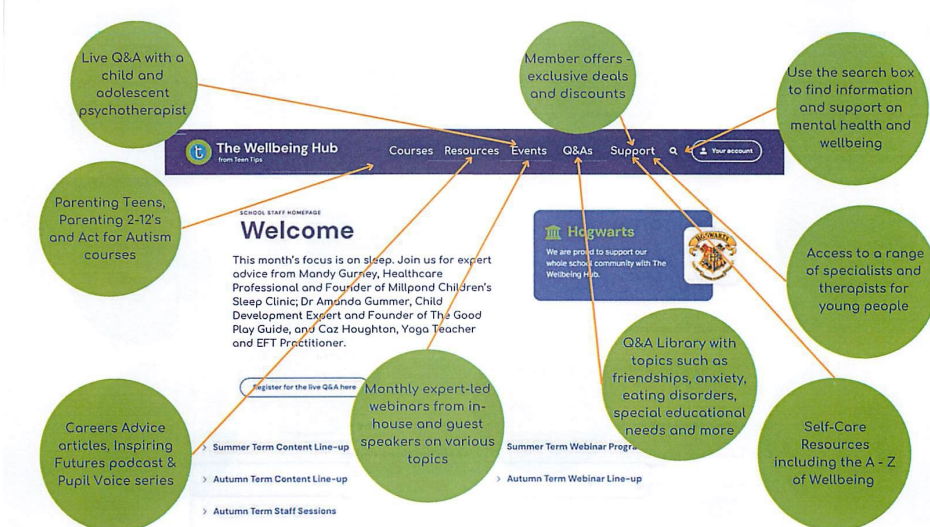 Live Q&A with a
child and
adolescent
psychotherapist
Member offers -
exclusive deals
and discounts
Use the search box
to find information
and support on
mental health and
wellbeing
The Wellbeing Hub
from Teen Tips
Courses Resources Events Q&As Support Your account
Parenting Teens,
Parenting 2-12's
and Act for Autism
courses
SCHOOL STAFF HOMEPAGE
Welcome
This month's focus is on sleep. Join us for expert
advice from Mandy Gurney, Healthcare
Professional and Founder of Millpond Children's
Sleep Clinic; Dr Amanda Gummer, Child
Development Expert and Founder of The Good
Play Guide, and Caz Houghton, Yoga Teacher
and EFT Practitioner.
Register for the live Q&A here
Hogwarts
We are proud to support our
whole school community with The
Wellbeing Hub.
HOGWARTS
Access to a range
of specialists and
therapists for
young people
Q&A Library with
topics such as
friendships, anxiety,
eating disorders,
special educational
needs and more
Monthly expert-led
webinars from in-
house and guest
speakers on various
topics
Careers Advice
articles, Inspiring
Futures podcast &
Pupil Voice series
Self-Care
Resources
including the A - Z
of Wellbeing
> Summer Term Content Line-up
Summer Term Webinar
> Autumn Term Content Line-up
> Autumn Term Webinar Line-up
> Autumn Term Staff Sessions